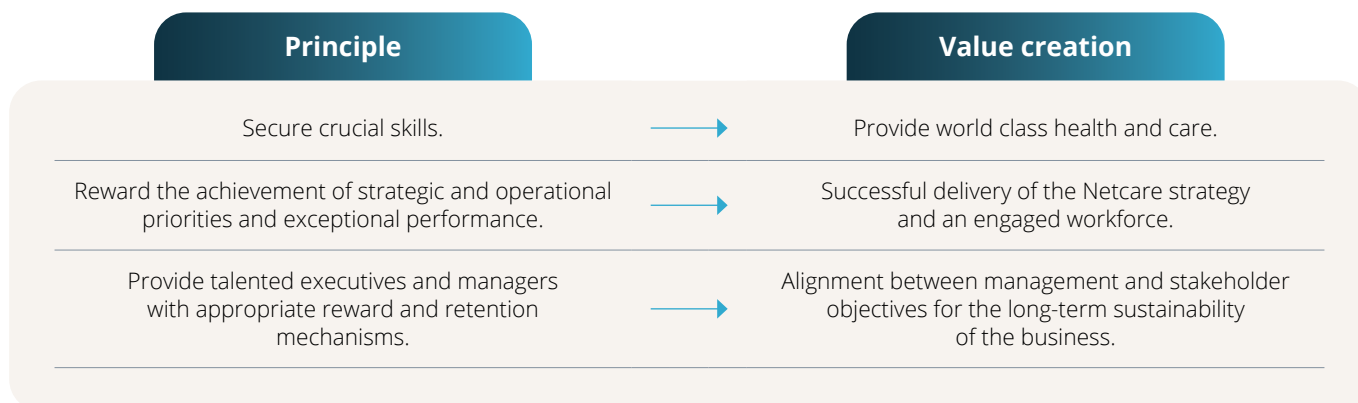 Principle
Value creation
Secure crucial skills.
Provide world class health and care.
Reward the achievement of strategic and operational
priorities and exceptional performance.
Successful delivery of the Netcare strategy
and an engaged workforce.
Provide talented executives and managers
with appropriate reward and retention
mechanisms.
Alignment between management and stakeholder
objectives for the long-term sustainability
of the business.